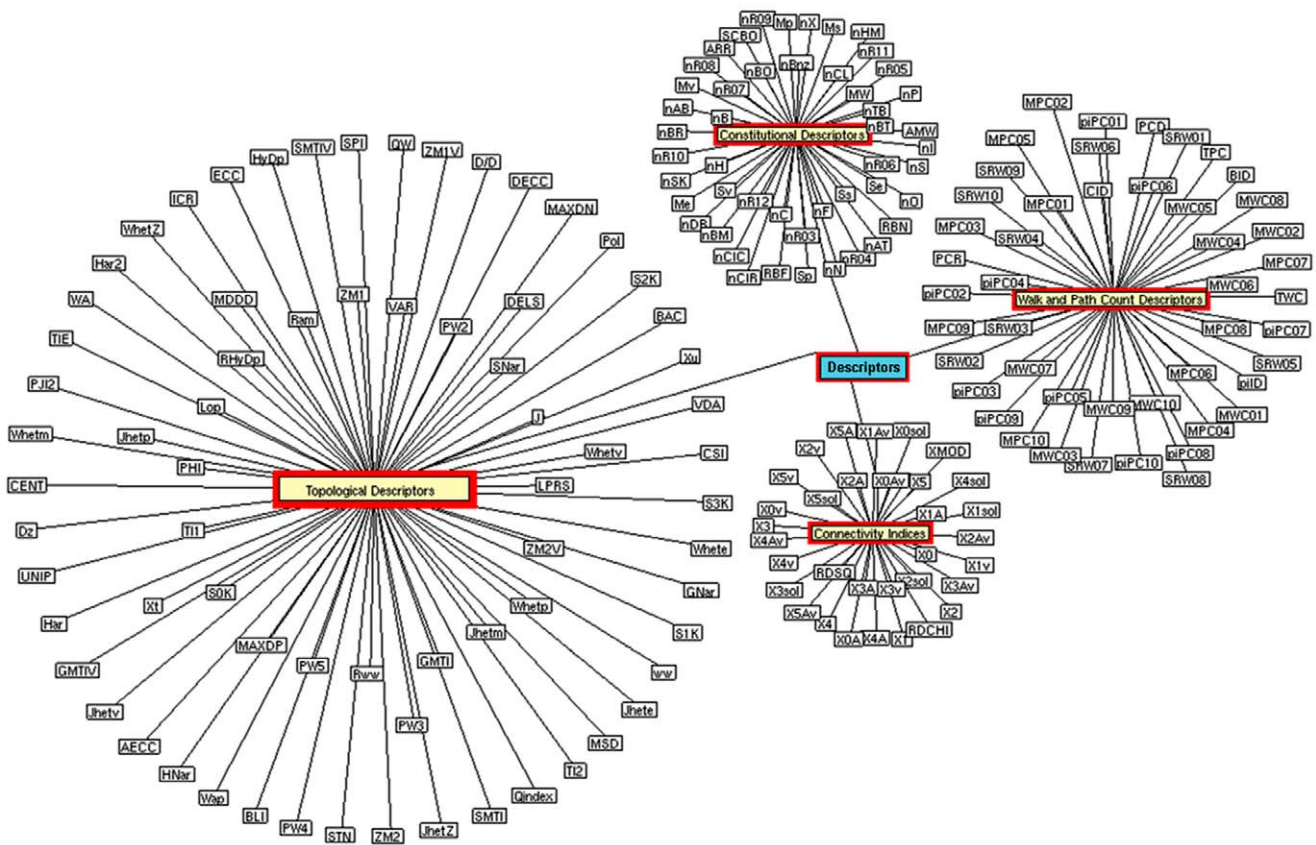 nR09
Mp
nX
Ms
nHM
SCBO
ARR
nBnz
nR11
nR08
nBO
nCL
nR05
Mv
nR07
MW
nP
nAB
nB
nTB
nBR
Constitutional Descriptors
nBT
AMW
nI
nR10
nH
nR06
nS
nSK
Sv
Se
nO
Me
nR12
nC
nF
Ss
RBN
nDB
nBM
nR03
nAT
nCIC
nR04
nCIR
RBF
Sp
nN
MPC02
piPC01
PCD
SRW01
MPC05
SRW06
TPC
SRW09
BID
SRW10
MPC01
CID
piPC06
MWC05
MWC08
MPC03
SRW04
MWC04
MWC02
PCR
MPC07
piPC04
MWC06
piPC02
Walk and Path Count Descriptors
TWC
MPC09
SRW03
MPC08
piPC07
SRW02
MWC07
MPC06
SRW05
piPC03
piPC05
piID
piPC09
MWC09
MWC10
MWC01
MPC10
MPC04
MWC03
SRW07
piPC10
piPC08
SRW08
Descriptors
X5A
X1Av
X0sol
X2v
XMOD
X5v
X2A
X0Av
X5
X4sol
X5sol
X0v
X1A
X1sol
X3
Connectivity Indices
X4Av
X2Av
X4v
X0
X1v
RDSQ
X2sol
X3Av
X3sol
X3A
X3v
X5Av
X4
X2
RDCHI
X0A
X4A
X1
SPI
QW
SMTIV
ZM1V
HyDp
D/D
ECC
DECC
ICR
MAXDN
WhetZ
Pol
Har2
S2K
WA
MDDD
ZM1
VAR
DELS
Ram
PW2
BAC
TIE
RHyDp
SNar
Xu
PJI2
Lop
J
VDA
Whetm
Jhetp
Whetv
CSI
PHI
CENT
Topological Descriptors
LPRS
S3K
Dz
TI1
ZM2V
Whete
UNIP
S0K
GNar
Har
Xt
Whetp
S1K
MAXDP
Jhetm
GMTIV
PW5
Rww
GMTI
ww
Jhetv
Jhete
AECC
PW3
MSD
HNar
TI2
Wap
Qindex
BLI
SMTI
PW4
STN
ZM2
JhetZ